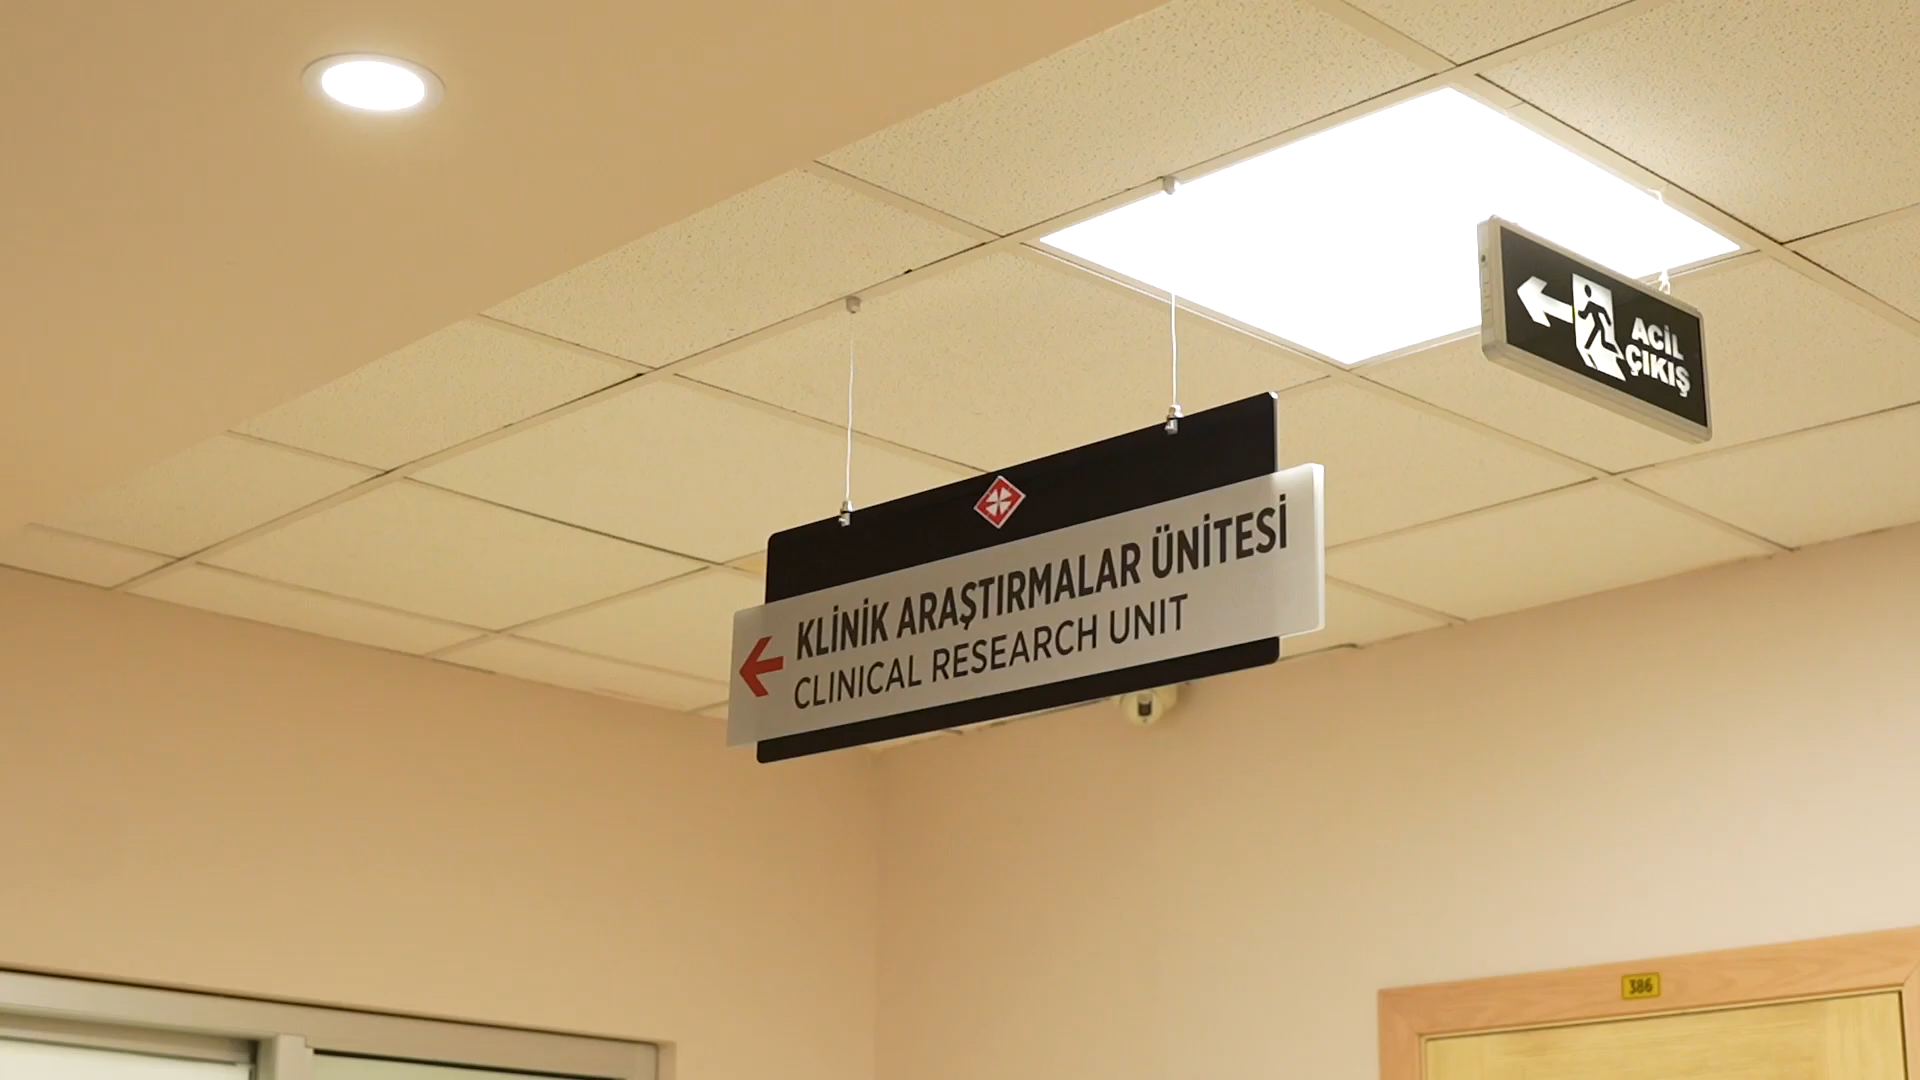 KLİNİK ARAŞTIRMALAR ÜNİTESİ
CLINICAL RESEARCH UNIT
ACİL
ÇIKIŞ
386